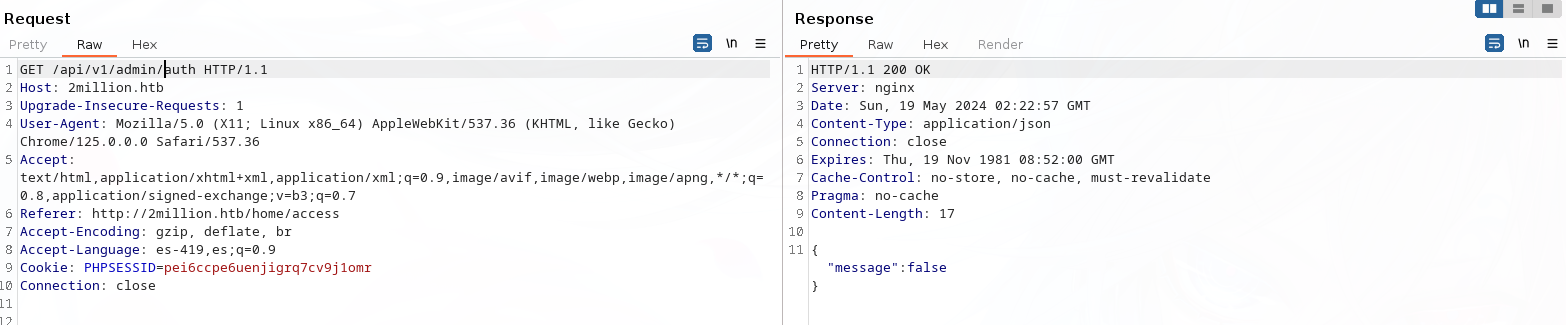 Request
Pretty Raw Hex
\n
1 GET /api/v1/admin/auth HTTP/1.1
2 Host: 2million.htb
3 Upgrade-Insecure-Requests: 1
4 User-Agent: Mozilla/5.0 (X11; Linux x86_64) AppleWebKit/537.36 (KHTML, like Gecko)
Chrome/125.0.0.0 Safari/537.36
5 Accept:
text/html,application/xhtml+xml,application/xml;q=0.9,image/avif,image/webp,image/apng,*/*;q=
0.8,application/signed-exchange;v=b3;q=0.7
6 Referer: http://2million.htb/home/access
7 Accept-Encoding: gzip, deflate, br
8 Accept-Language: es-419,es;q=0.9
9 Cookie: PHPSESSID=pei6ccpe6uenjigrq7cv9j1omr
10 Connection: close
11
12
Response
Pretty Raw Hex Render
\n
1 HTTP/1.1 200 OK
2 Server: nginx
3 Date: Sun, 19 May 2024 02:22:57 GMT
4 Content-Type: application/json
5 Connection: close
6 Expires: Thu, 19 Nov 1981 08:52:00 GMT
7 Cache-Control: no-store, no-cache, must-revalidate
8 Pragma: no-cache
9 Content-Length: 17
10
11 {
"message":false
}